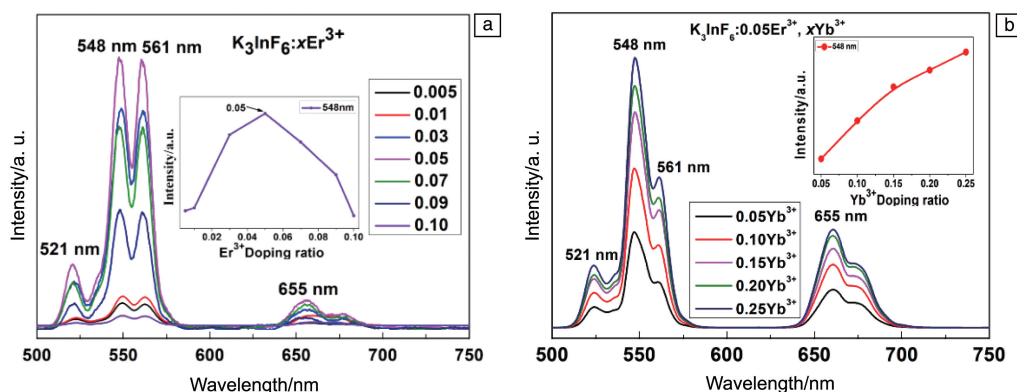 a
K₃InF₆:xEr³⁺
548 nm 561 nm
521 nm
655 nm
0.005
0.01
0.03
0.05
0.07
0.09
0.10
0.05
548nm
Intensity/a.u.
0.02 0.04 0.06 0.08 0.10
Er³⁺Doping ratio
Intensity/a. u.
500 550 600 650 700 750
Wavelength/nm
b
K₃InF₆:0.05Er³⁺, xYb³⁺
548 nm
561 nm
521 nm
655 nm
548 nm
Intensity/a.u.
0.05 0.10 0.15 0.20 0.25
Yb³⁺Doping ratio
0.05Yb³⁺
0.10Yb³⁺
0.15Yb³⁺
0.20Yb³⁺
0.25Yb³⁺
Intensity/a. u.
500 550 600 650 700 750
Wavelength/nm